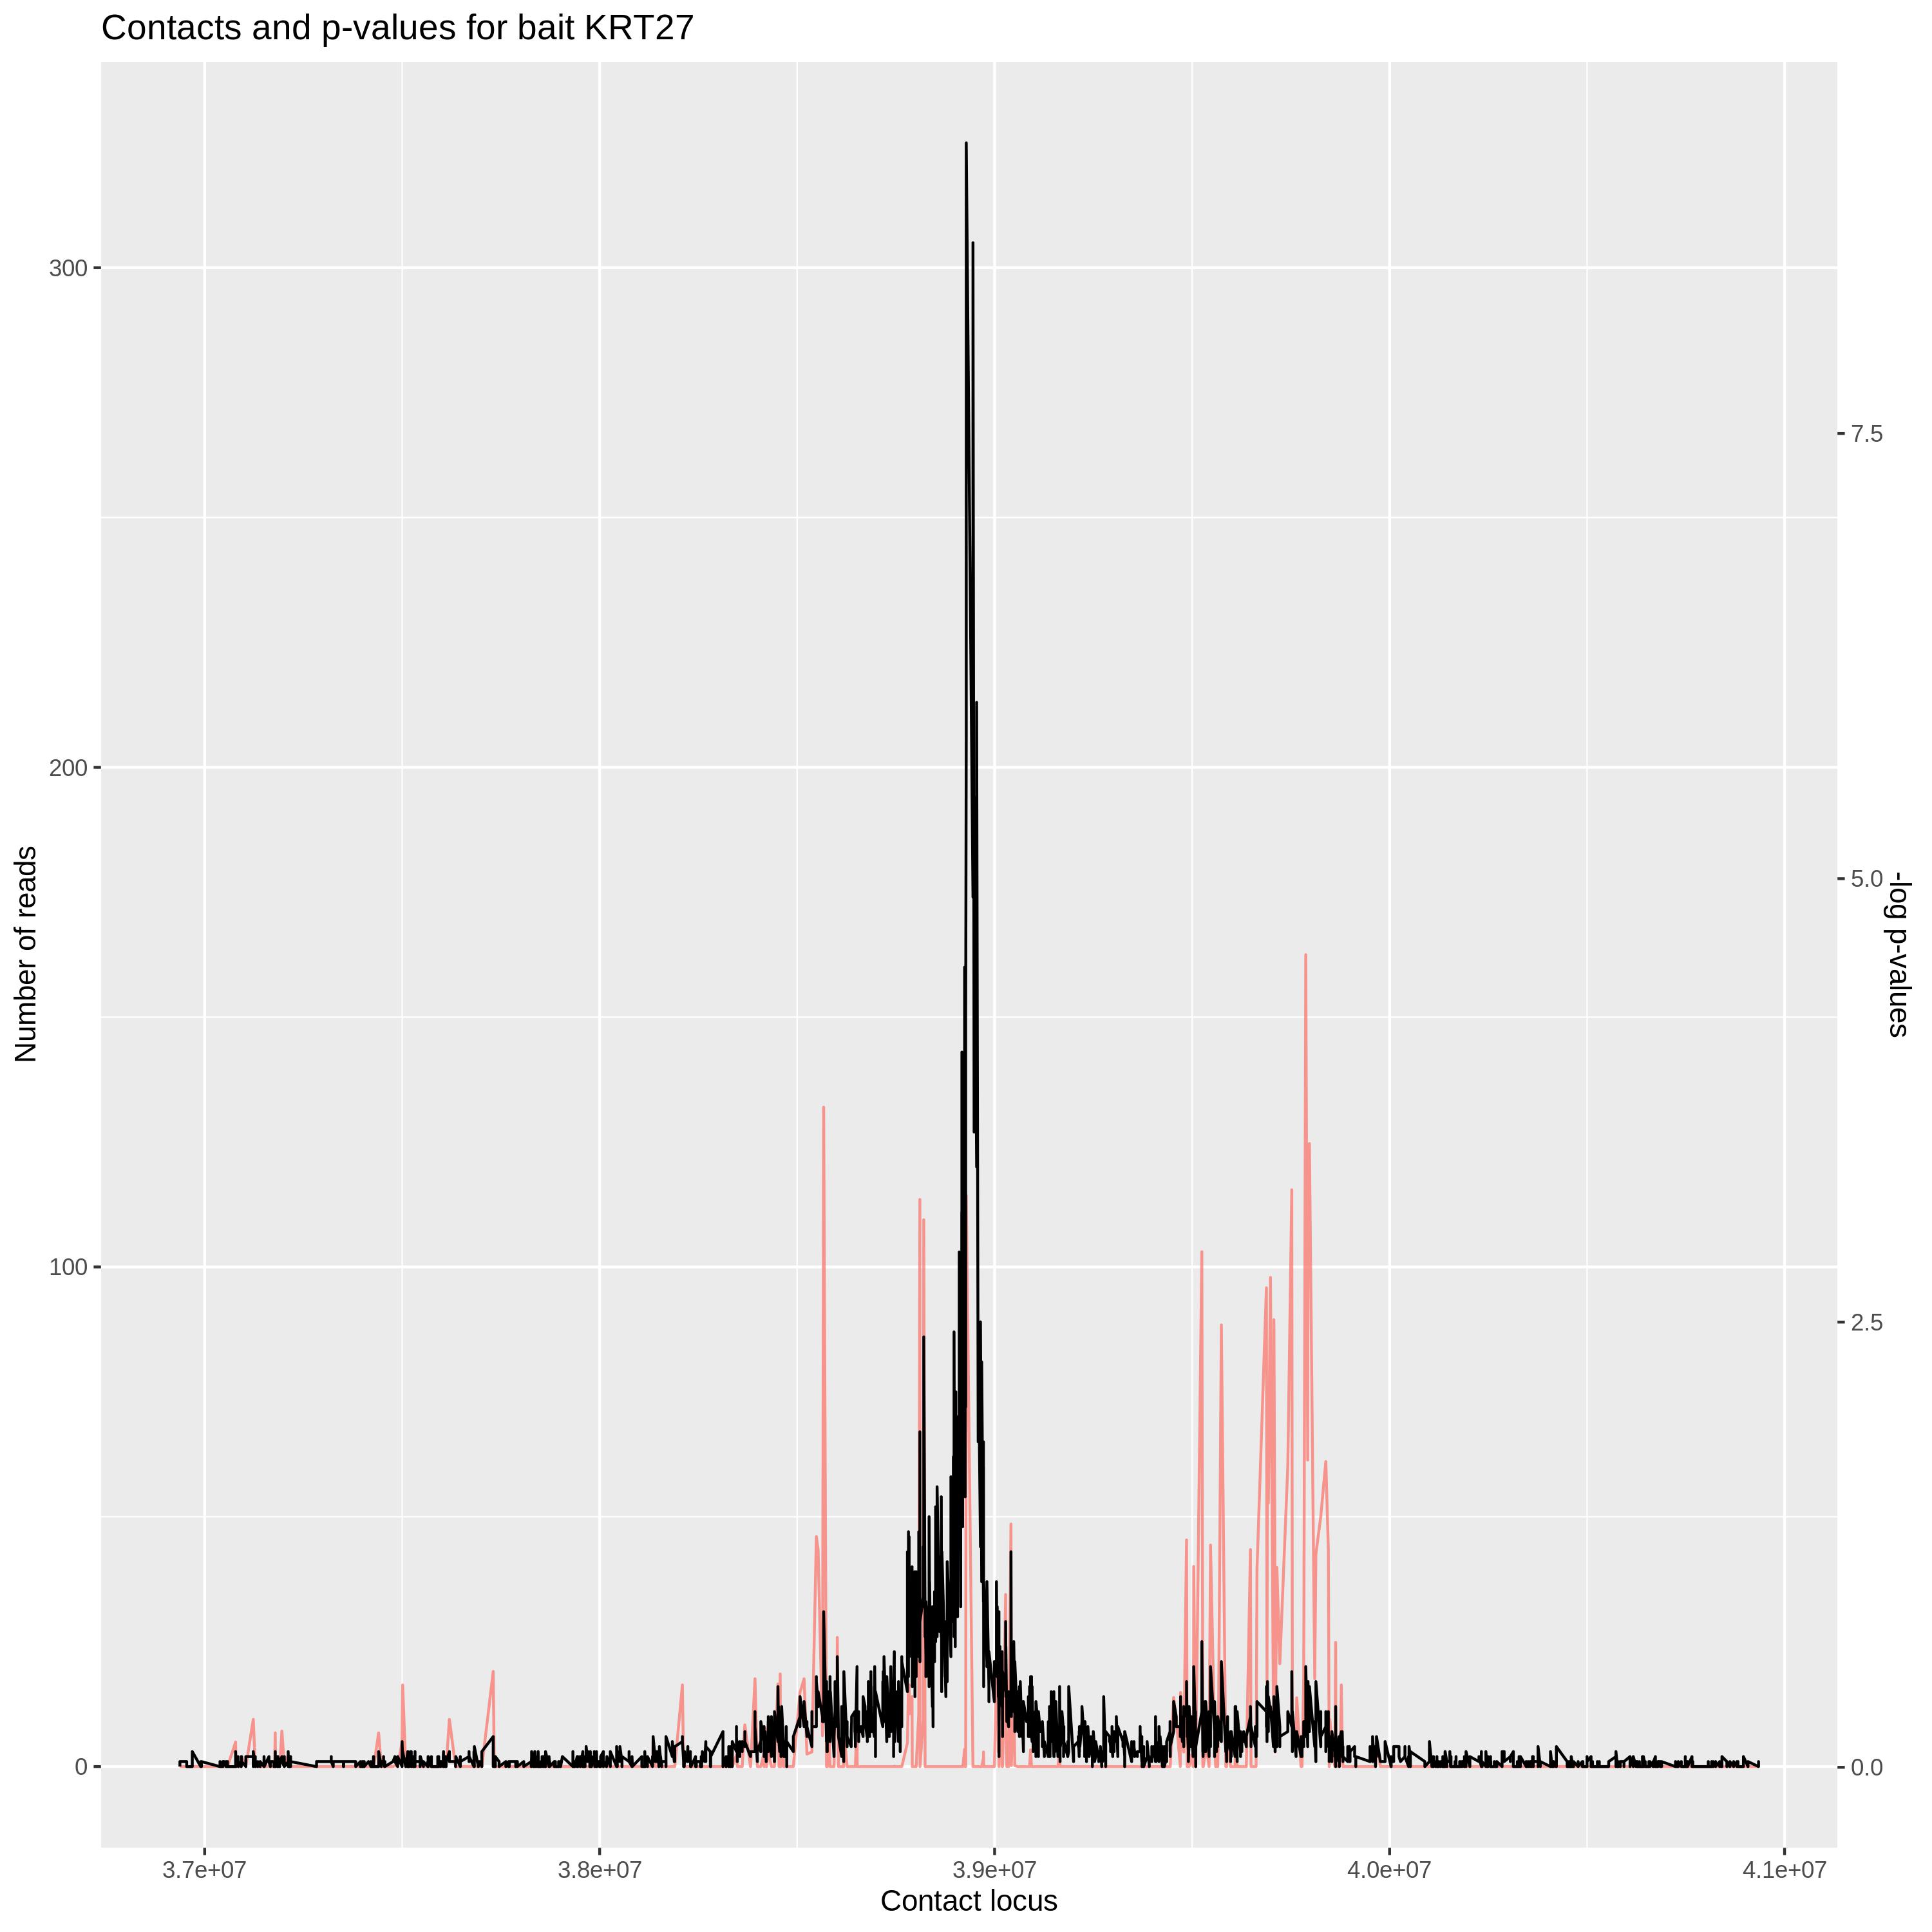 Contacts and p-values for bait KRT27
300
200
100
0
7.5
5.0
2.5
0.0
Number of reads
-log p-values
3.7e+07 3.8e+07 3.9e+07 4.0e+07 4.1e+07
Contact locus